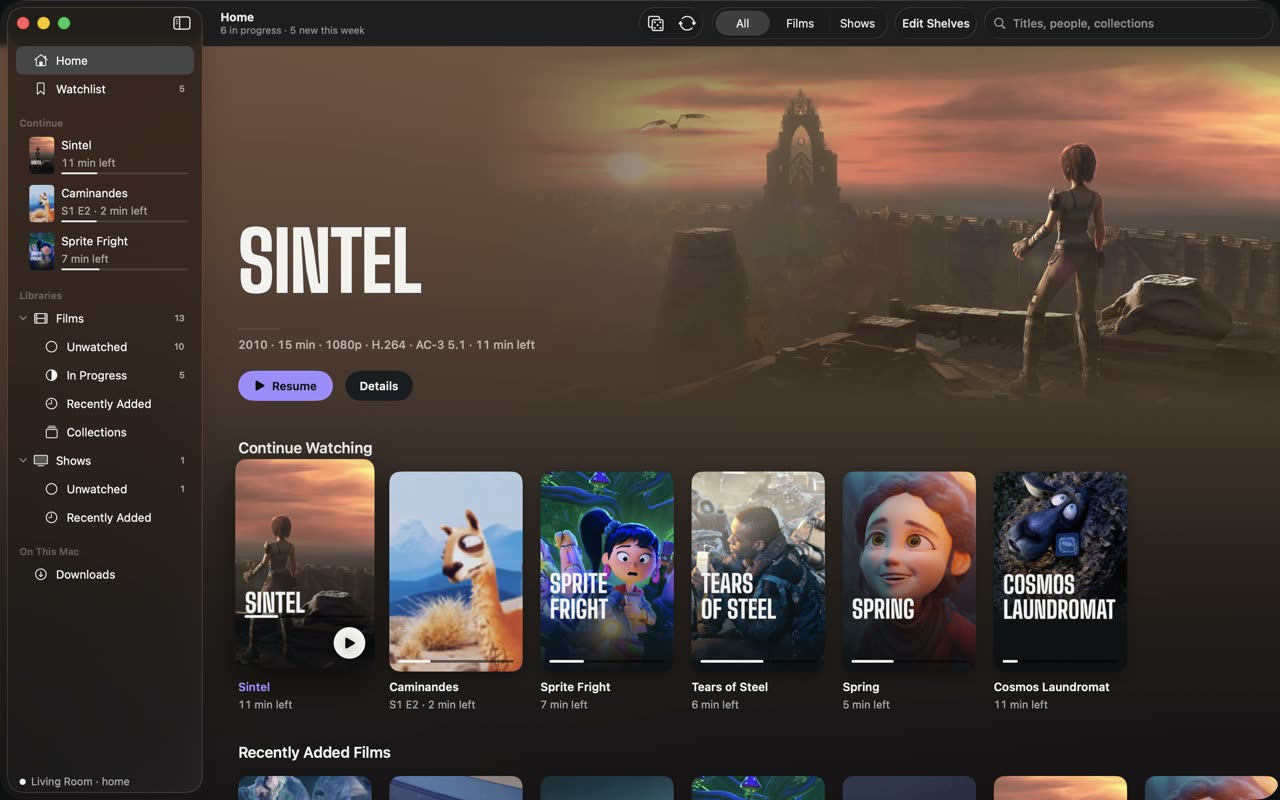 Home
6 in progress · 5 new this week
All
Films
Shows
Edit Shelves
Titles, people, collections
Home
Watchlist 5
Continue
Sintel
11 min left
Caminandes
S1 E2 · 2 min left
Sprite Fright
7 min left
Libraries
Films 13
Unwatched 10
In Progress 5
Recently Added
Collections
Shows 1
Unwatched 1
Recently Added
On This Mac
Downloads
Living Room · home
SINTEL
2010 · 15 min · 1080p · H.264 · AC-3 5.1 · 11 min left
Resume
Details
Continue Watching
SINTEL
SPRITE
FRIGHT
TEARS
OF STEEL
SPRING
COSMOS
LAUNDROMAT
Sintel
11 min left
Caminandes
S1 E2 · 2 min left
Sprite Fright
7 min left
Tears of Steel
6 min left
Spring
5 min left
Cosmos Laundromat
11 min left
Recently Added Films